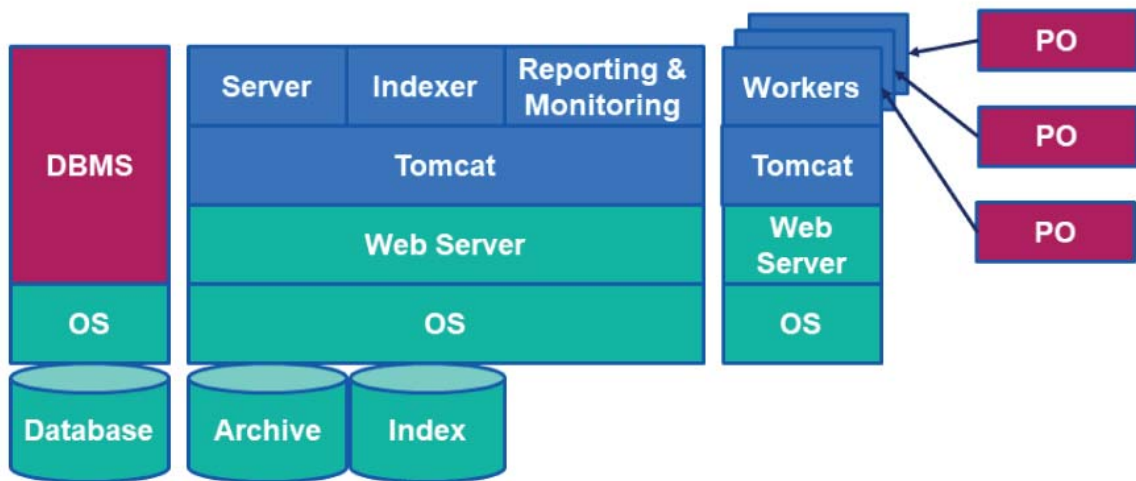 DBMS
OS
Database
Server
Indexer
Reporting &
Monitoring
Tomcat
Web Server
OS
Archive
Index
Workers
Tomcat
Web
Server
OS
PO
PO
PO